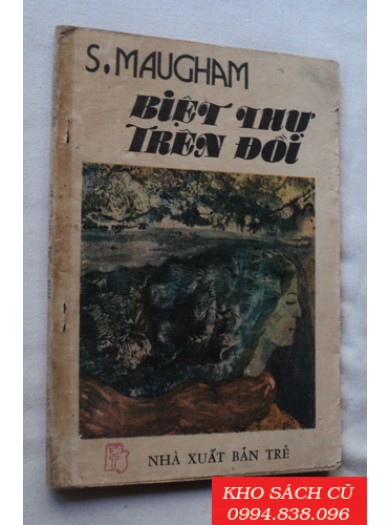 S. MAUGHAM
BIỆT THỰ
TRÊN ĐỒI
NHÀ XUẤT BẢN TRẺ
KHO SÁCH CŨ
0994.838.096